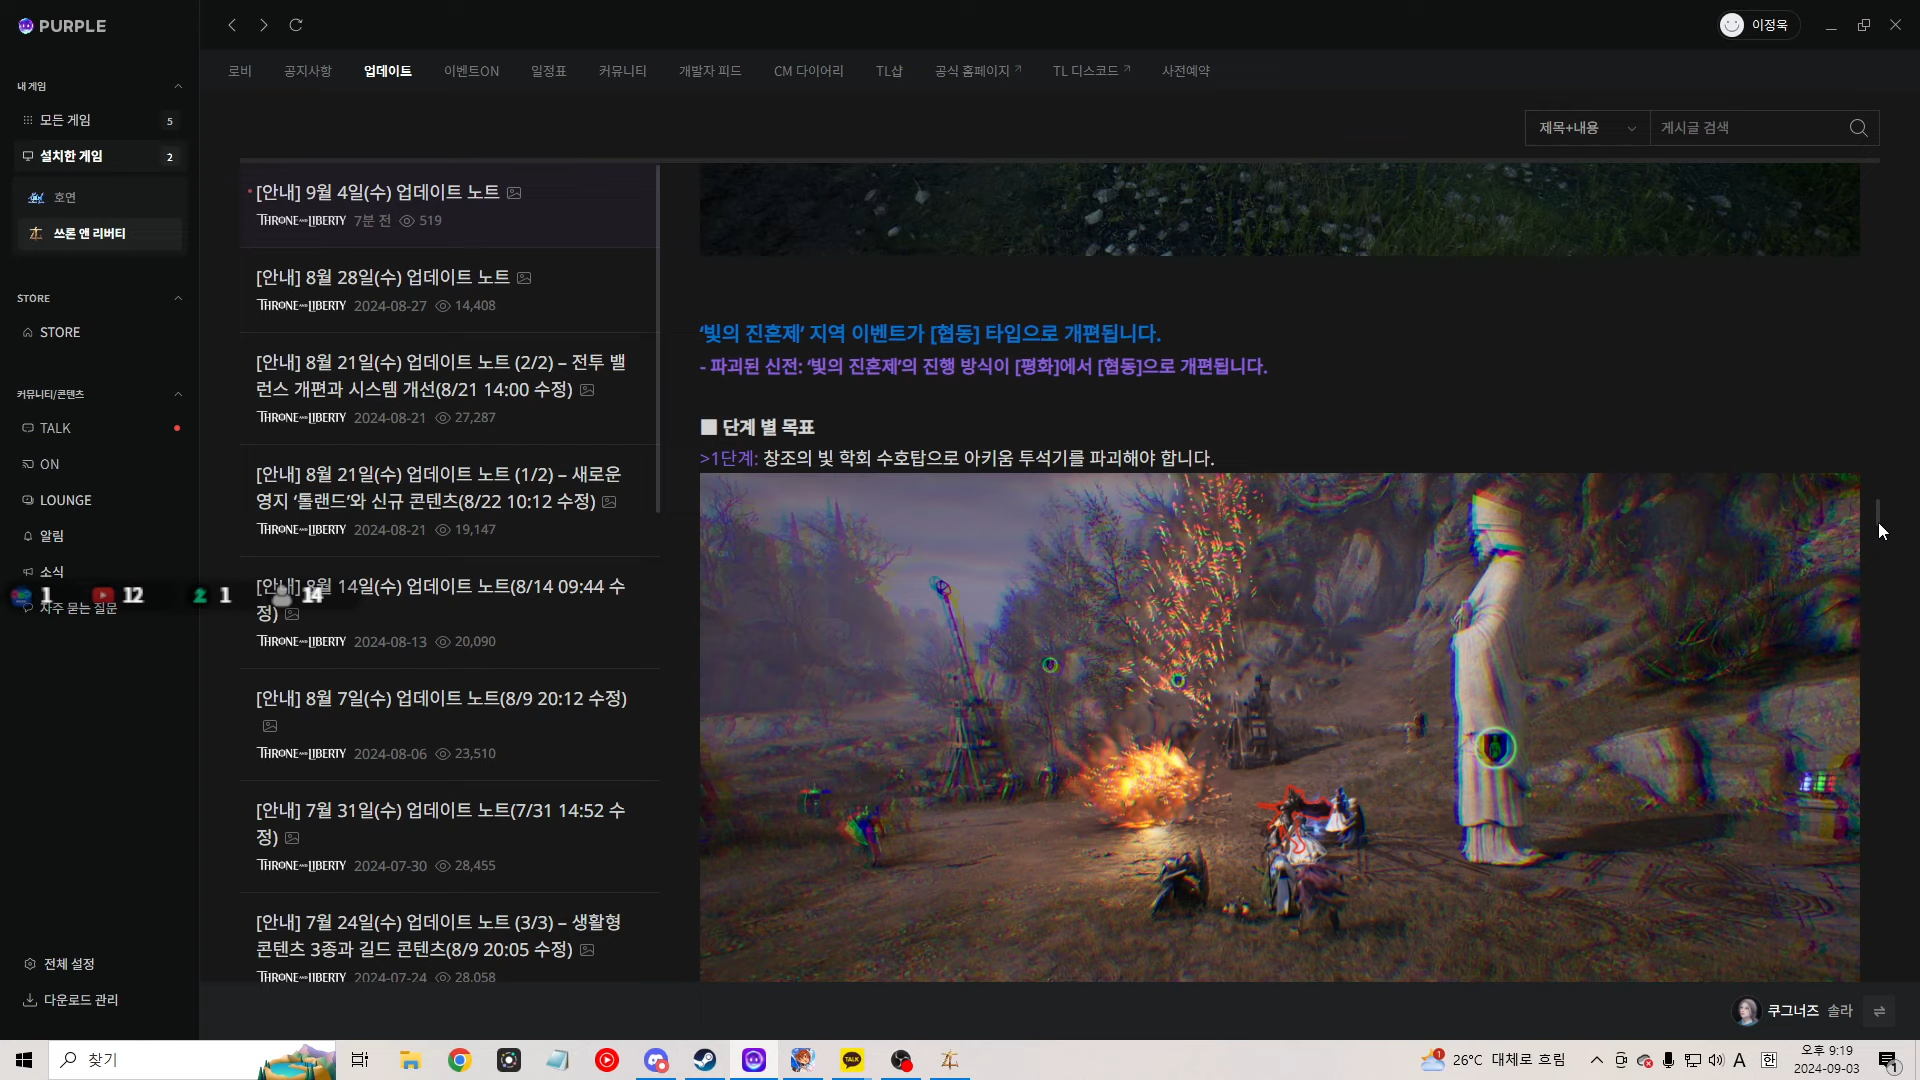 PURPLE
이정욱
로비 공지사항 업데이트 이벤트ON 일정표 커뮤니티 개발자 피드 CM 다이어리 TL샵 공식 홈페이지 TL 디스코드 사전예약
제목+내용 게시글 검색
내 게임
모든 게임 5
설치한 게임 2
호연
쓰론 앤 리버티
STORE
STORE
커뮤니티/콘텐츠
TALK
ON
LOUNGE
알림
소식
자주 묻는 질문
1 12 1 14
전체 설정
다운로드 관리
[안내] 9월 4일(수) 업데이트 노트
THRONE AND LIBERTY 7분 전 519
[안내] 8월 28일(수) 업데이트 노트
THRONE AND LIBERTY 2024-08-27 14,408
[안내] 8월 21일(수) 업데이트 노트 (2/2) – 전투 밸
런스 개편과 시스템 개선(8/21 14:00 수정)
THRONE AND LIBERTY 2024-08-21 27,287
[안내] 8월 21일(수) 업데이트 노트 (1/2) – 새로운
영지 ‘톨랜드’와 신규 콘텐츠(8/22 10:12 수정)
THRONE AND LIBERTY 2024-08-21 19,147
[안내] 8월 14일(수) 업데이트 노트(8/14 09:44 수
정)
THRONE AND LIBERTY 2024-08-13 20,090
[안내] 8월 7일(수) 업데이트 노트(8/9 20:12 수정)
THRONE AND LIBERTY 2024-08-06 23,510
[안내] 7월 31일(수) 업데이트 노트(7/31 14:52 수
정)
THRONE AND LIBERTY 2024-07-30 28,455
[안내] 7월 24일(수) 업데이트 노트 (3/3) – 생활형
콘텐츠 3종과 길드 콘텐츠(8/9 20:05 수정)
THRONE AND LIBERTY 2024-07-24 28,058
‘빛의 진혼제’ 지역 이벤트가 [협동] 타입으로 개편됩니다.
- 파괴된 신전: ‘빛의 진혼제’의 진행 방식이 [평화]에서 [협동]으로 개편됩니다.
■ 단계 별 목표
>1단계: 창조의 빛 학회 수호탑으로 아키움 투석기를 파괴해야 합니다.
쿠그너즈 솔라
찾기
TALK
1 26°C 대체로 흐림 A 한 오후 9:19
2024-09-03 1